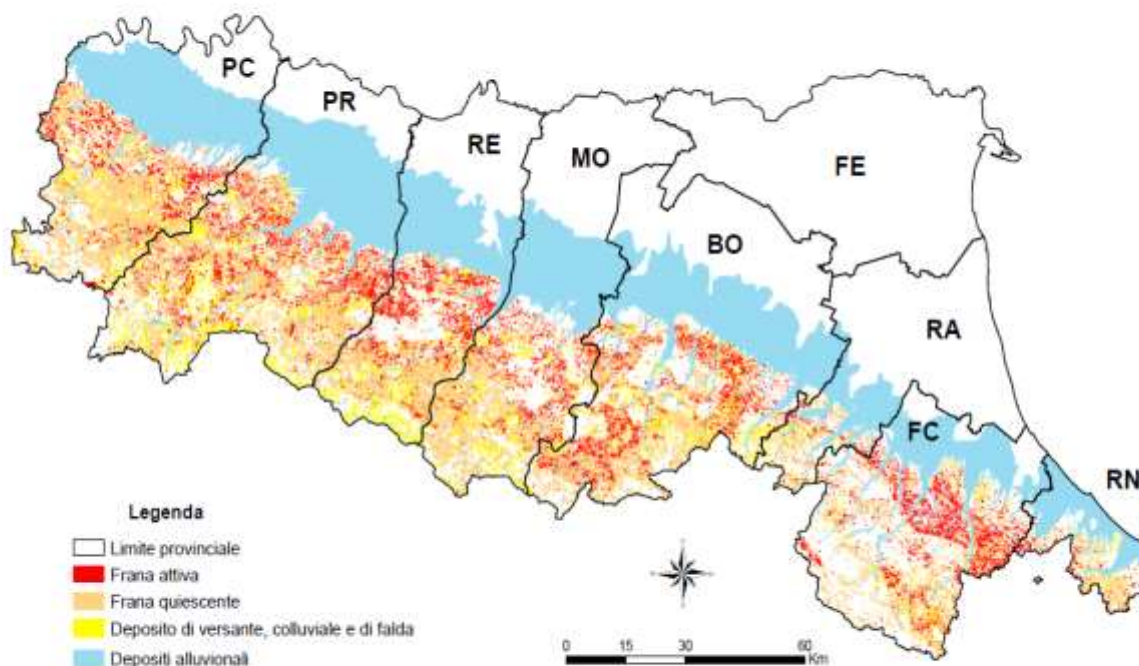 PC
PR
RE
MO
FE
BO
RA
FC
RN
Legenda
Limite provinciale
Frana attiva
Frana quiescente
Deposito di versante, colluviale e di falda
Depositi alluvionali
0 15 30 60
Km